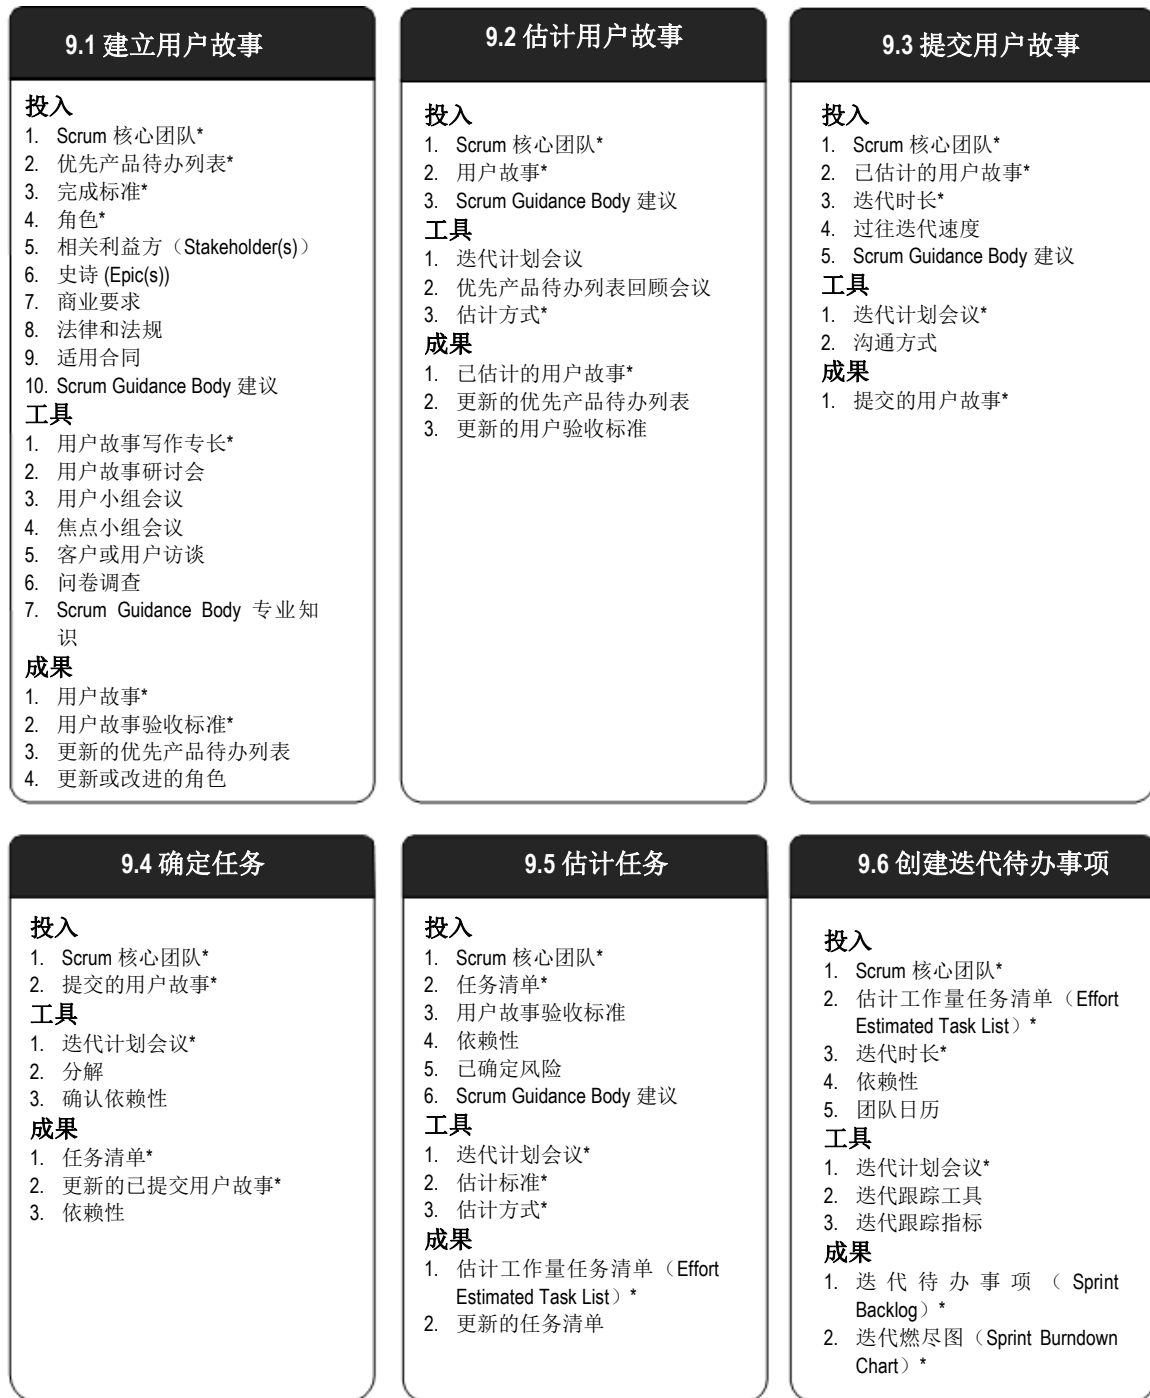 9.1 建立用户故事
投入
1. Scrum 核心团队*
2. 优先产品待办列表*
3. 完成标准*
4. 角色*
5. 相关利益方（Stakeholder(s)）
6. 史诗 (Epic(s))
7. 商业要求
8. 法律和法规
9. 适用合同
10. Scrum Guidance Body 建议
工具
1. 用户故事写作专长*
2. 用户故事研讨会
3. 用户小组会议
4. 焦点小组会议
5. 客户或用户访谈
6. 问卷调查
7. Scrum Guidance Body 专业知
识
成果
1. 用户故事*
2. 用户故事验收标准*
3. 更新的优先产品待办列表
4. 更新或改进的角色
9.2 估计用户故事
投入
1. Scrum 核心团队*
2. 用户故事*
3. Scrum Guidance Body 建议
工具
1. 迭代计划会议
2. 优先产品待办列表回顾会议
3. 估计方式*
成果
1. 已估计的用户故事*
2. 更新的优先产品待办列表
3. 更新的用户验收标准
9.3 提交用户故事
投入
1. Scrum 核心团队*
2. 已估计的用户故事*
3. 迭代时长*
4. 过往迭代速度
5. Scrum Guidance Body 建议
工具
1. 迭代计划会议*
2. 沟通方式
成果
1. 提交的用户故事*
9.4 确定任务
投入
1. Scrum 核心团队*
2. 提交的用户故事*
工具
1. 迭代计划会议*
2. 分解
3. 确认依赖性
成果
1. 任务清单*
2. 更新的已提交用户故事*
3. 依赖性
9.5 估计任务
投入
1. Scrum 核心团队*
2. 任务清单*
3. 用户故事验收标准
4. 依赖性
5. 已确定风险
6. Scrum Guidance Body 建议
工具
1. 迭代计划会议*
2. 估计标准*
3. 估计方式*
成果
1. 估计工作量任务清单（Effort
Estimated Task List）*
2. 更新的任务清单
9.6 创建迭代待办事项
投入
1. Scrum 核心团队*
2. 估计工作量任务清单（Effort
Estimated Task List）*
3. 迭代时长*
4. 依赖性
5. 团队日历
工具
1. 迭代计划会议*
2. 迭代跟踪工具
3. 迭代跟踪指标
成果
1. 迭代待办事项（Sprint
Backlog）*
2. 迭代燃尽图（Sprint Burndown
Chart）*